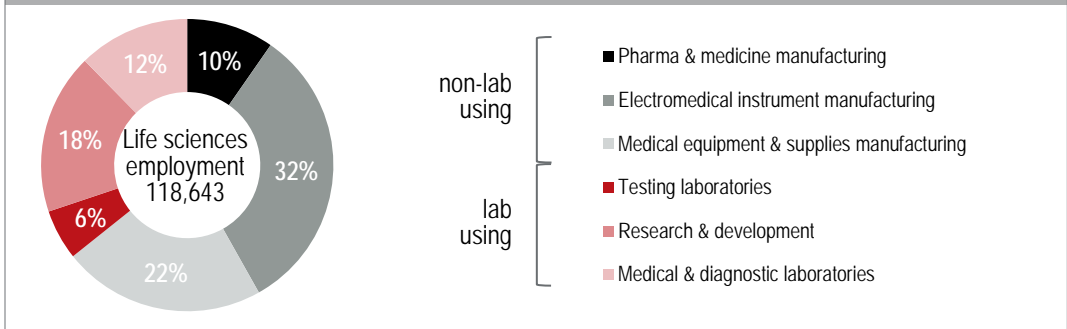 10%
32%
22%
6%
18%
12%
Life sciences
employment
118,643
non-lab
using
lab
using
Pharma & medicine manufacturing
Electromedical instrument manufacturing
Medical equipment & supplies manufacturing
Testing laboratories
Research & development
Medical & diagnostic laboratories